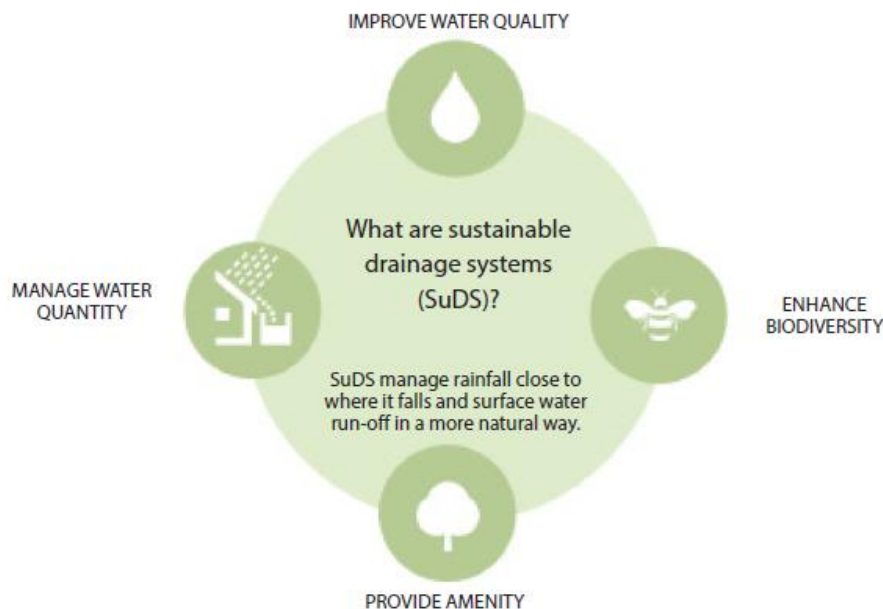 IMPROVE WATER QUALITY
What are sustainable
drainage systems
(SuDS)?
MANAGE WATER
QUANTITY
ENHANCE
BIODIVERSITY
SuDS manage rainfall close to
where it falls and surface water
run-off in a more natural way.
PROVIDE AMENITY